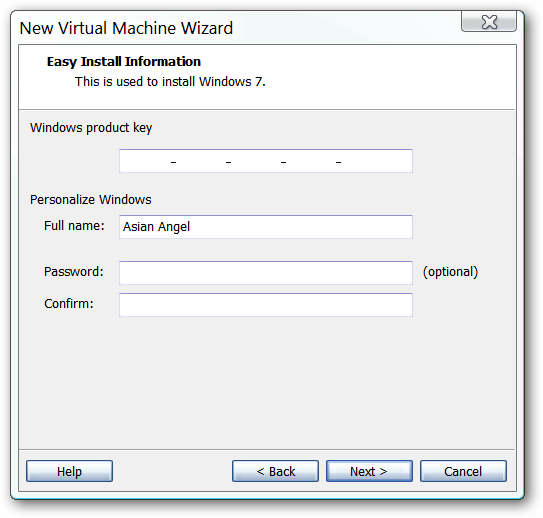 New Virtual Machine Wizard
Easy Install Information
This is used to install Windows 7.
Windows product key
- - - -
Personalize Windows
Full name: Asian Angel
Password: (optional)
Confirm:
Help < Back Next > Cancel